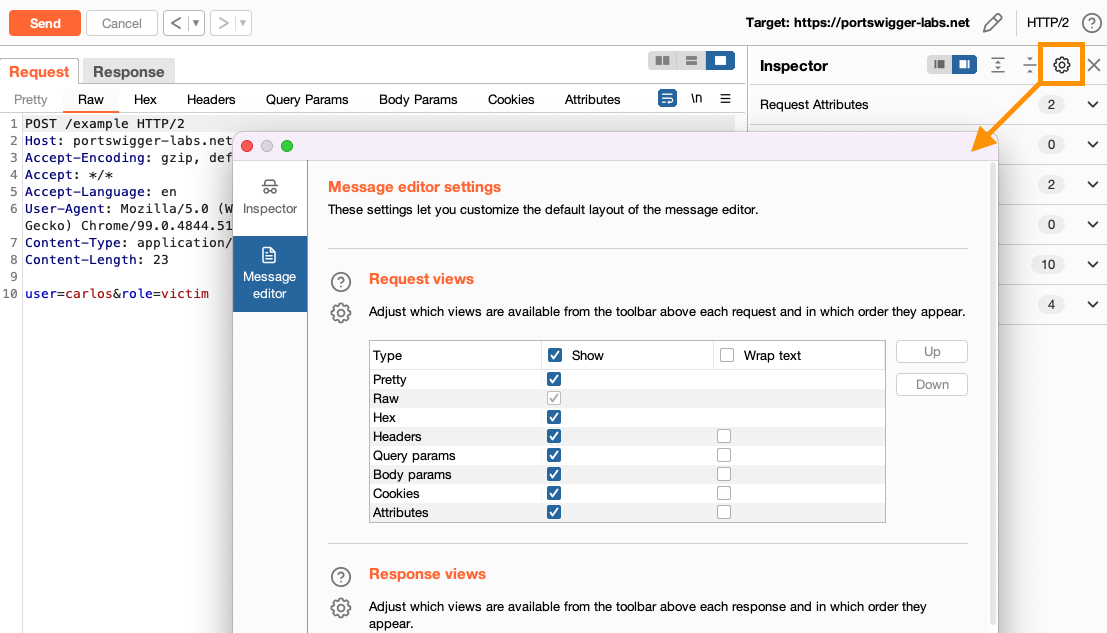 Send
Cancel
Target: https://portswigger-labs.net
HTTP/2
Request
Response
Inspector
Pretty
Raw
Hex
Headers
Query Params
Body Params
Cookies
Attributes
\n
Request Attributes
2
0
2
0
10
4
1 POST /example HTTP/2
2 Host: portswigger-labs.net
3 Accept-Encoding: gzip, def
4 Accept: */*
5 Accept-Language: en
6 User-Agent: Mozilla/5.0 (W
Gecko) Chrome/99.0.4844.51
7 Content-Type: application/
8 Content-Length: 23
9
10 user=carlos&role=victim
Inspector
Message
editor
Message editor settings
These settings let you customize the default layout of the message editor.
Request views
Adjust which views are available from the toolbar above each request and in which order they appear.
Type Show Wrap text
Pretty
Raw
Hex
Headers
Query params
Body params
Cookies
Attributes
Up
Down
Response views
Adjust which views are available from the toolbar above each response and in which order they
appear.